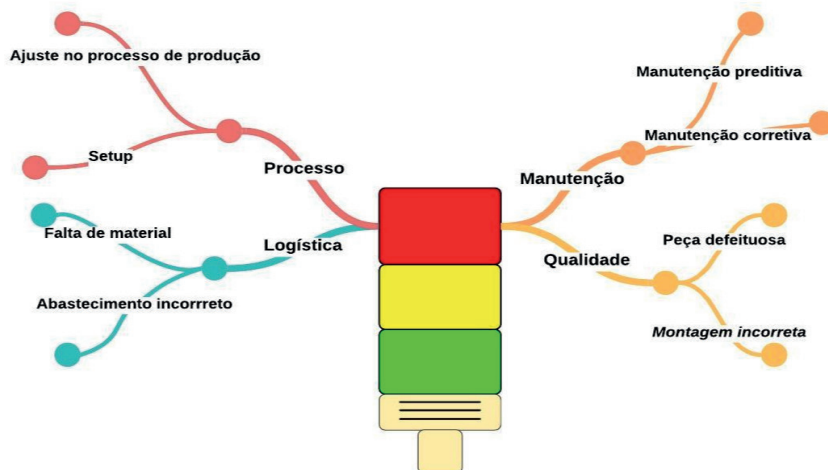 Ajuste no processo de produção
Setup
Processo
Falta de material
Logística
Abastecimento incorrreto
Manutenção preditiva
Manutenção corretiva
Manutenção
Qualidade
Peça defeituosa
Montagem incorreta